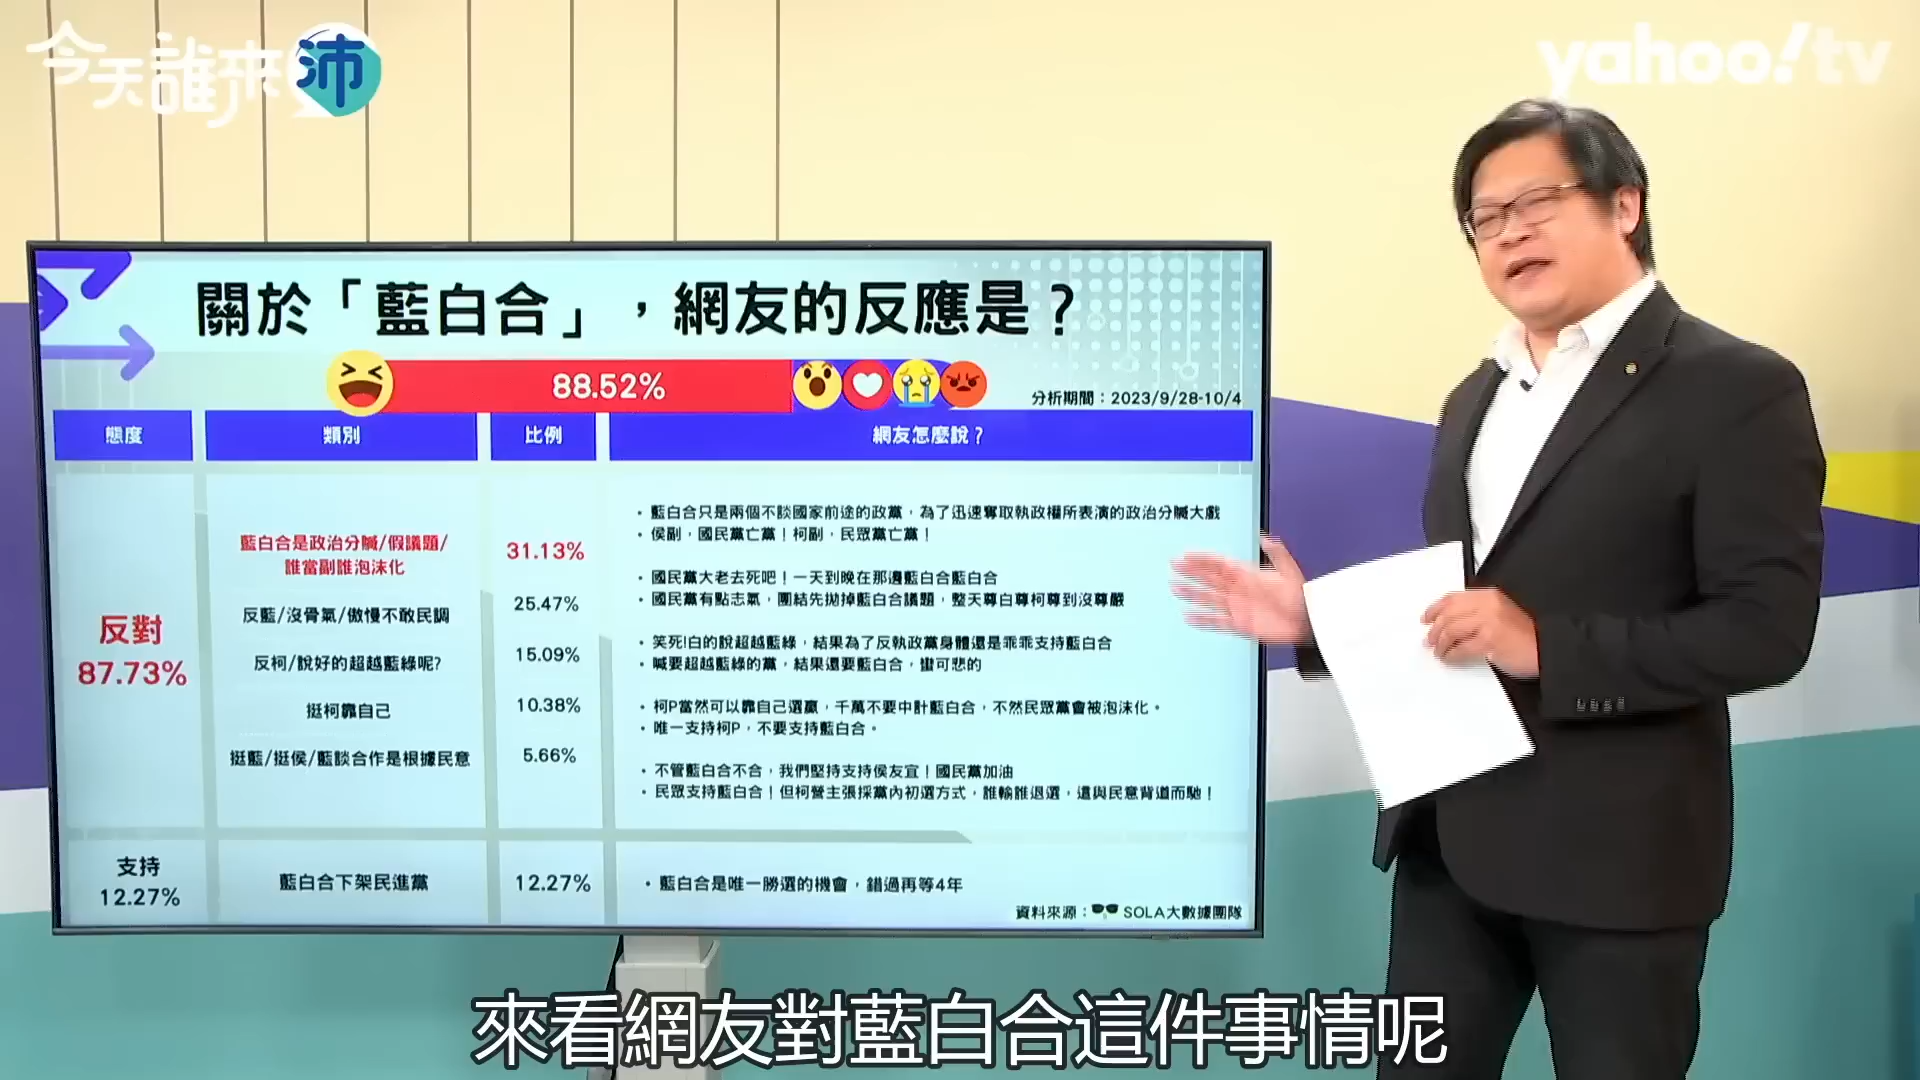 今天誰來沛
yahoo!tv
關於「藍白合」，網友的反應是？
88.52%
分析期間：2023/9/28-10/4
態度
類別
比例
網友怎麼說？
反對
87.73%
藍白合是政治分贓/假議題/
誰當副誰泡沫化
31.13%
• 藍白合只是兩個不談國家前途的政黨，為了迅速奪取執政權所表演的政治分贓大戲
• 侯副，國民黨亡黨！柯副，民眾黨亡黨！
反藍/沒骨氣/傲慢不敢民調
25.47%
• 國民黨大老去死吧！一天到晚在那邊藍白合藍白合
• 國民黨有點志氣，團結先拋掉藍白合議題，整天尊白尊柯尊到沒尊嚴
反柯/說好的超越藍綠呢?
15.09%
• 笑死!白的說超越藍綠，結果為了反執政黨身體還是乖乖支持藍白合
• 喊要超越藍綠的黨，結果還要藍白合，蠻可悲的
挺柯靠自己
10.38%
• 柯P當然可以靠自己選贏，千萬不要中計藍白合，不然民眾黨會被泡沫化。
• 唯一支持柯P，不要支持藍白合。
挺藍/挺侯/藍談合作是根據民意
5.66%
• 不管藍白合不合，我們堅持支持侯友宜！國民黨加油
• 民眾支持藍白合！但柯營主張採黨內初選方式，誰輸誰退選，這與民意背道而馳！
支持
12.27%
藍白合下架民進黨
12.27%
• 藍白合是唯一勝選的機會，錯過再等4年
資料來源： SOLA大數據團隊
來看網友對藍白合這件事情呢